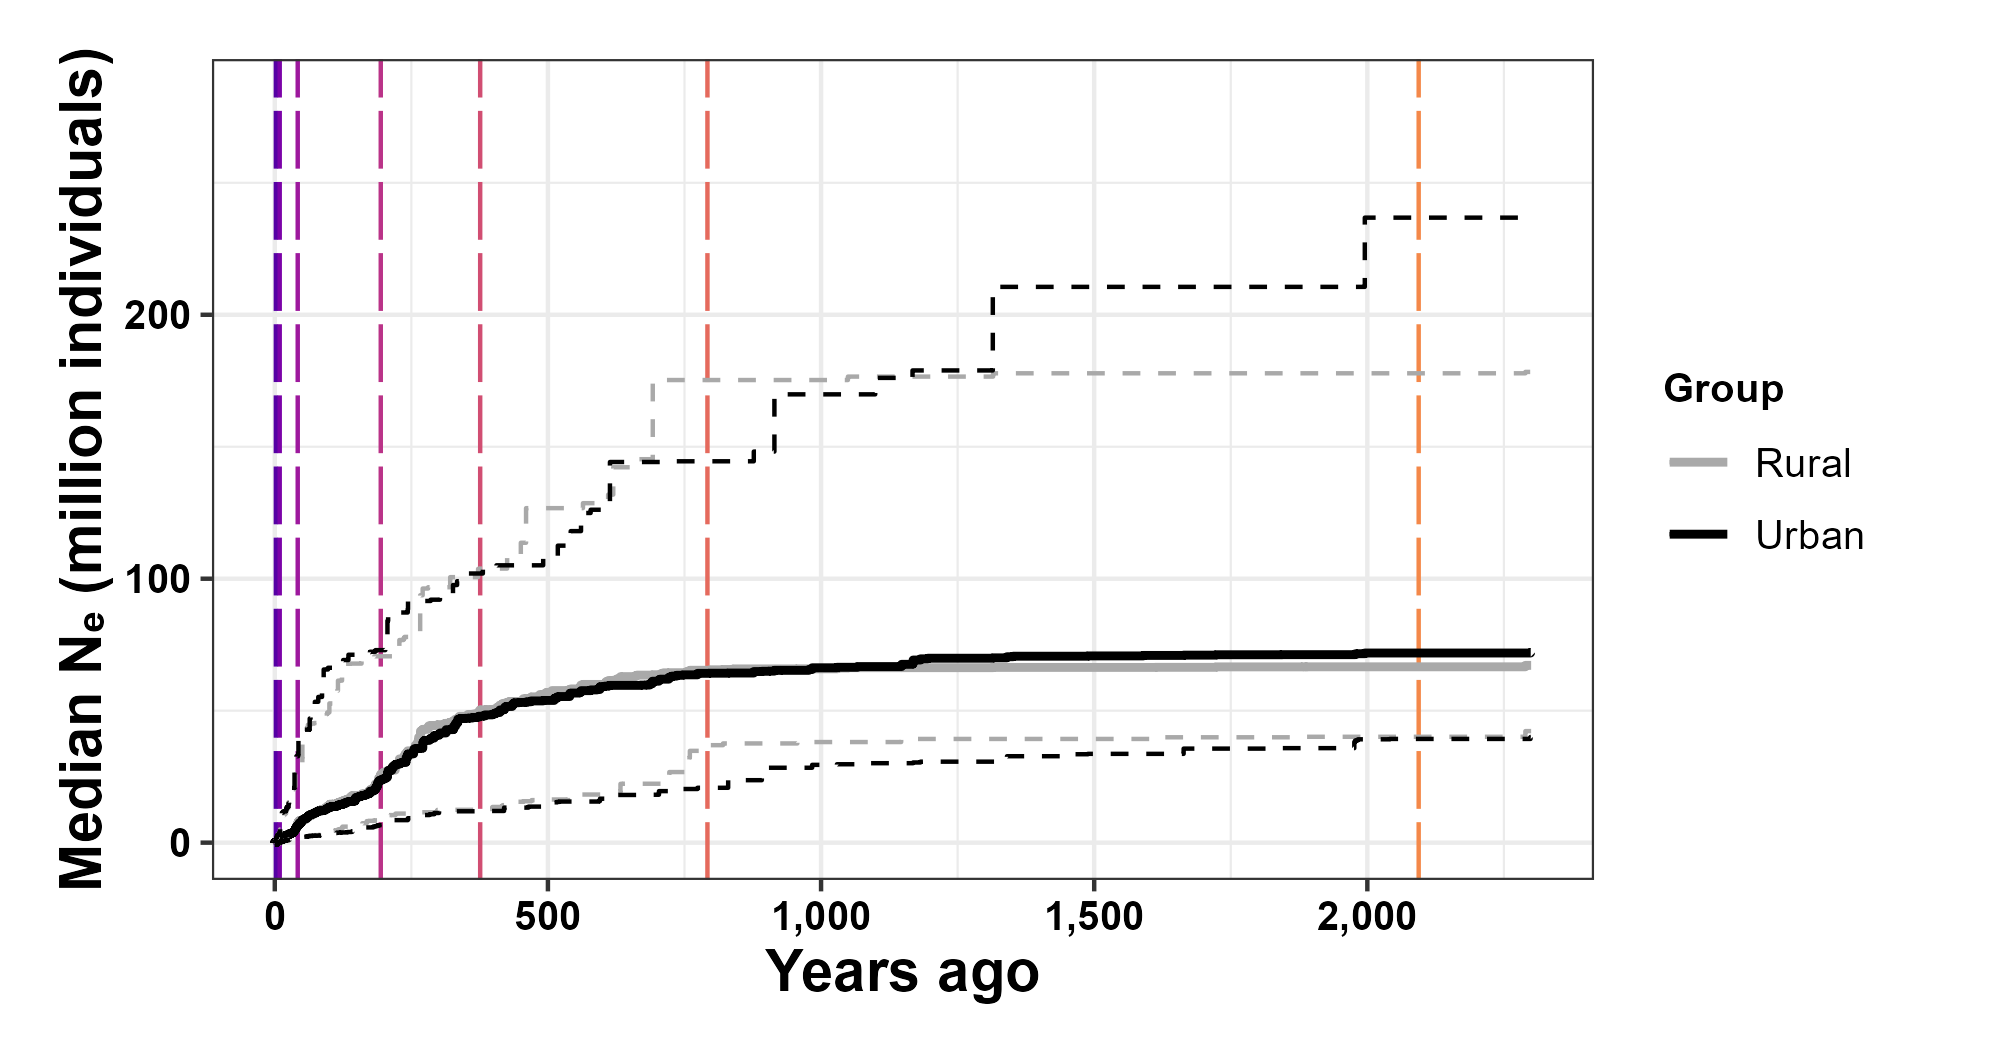 Median Ne (million individuals)
200
100
0
0 500 1,000 1,500 2,000
Years ago
Group
Rural
Urban